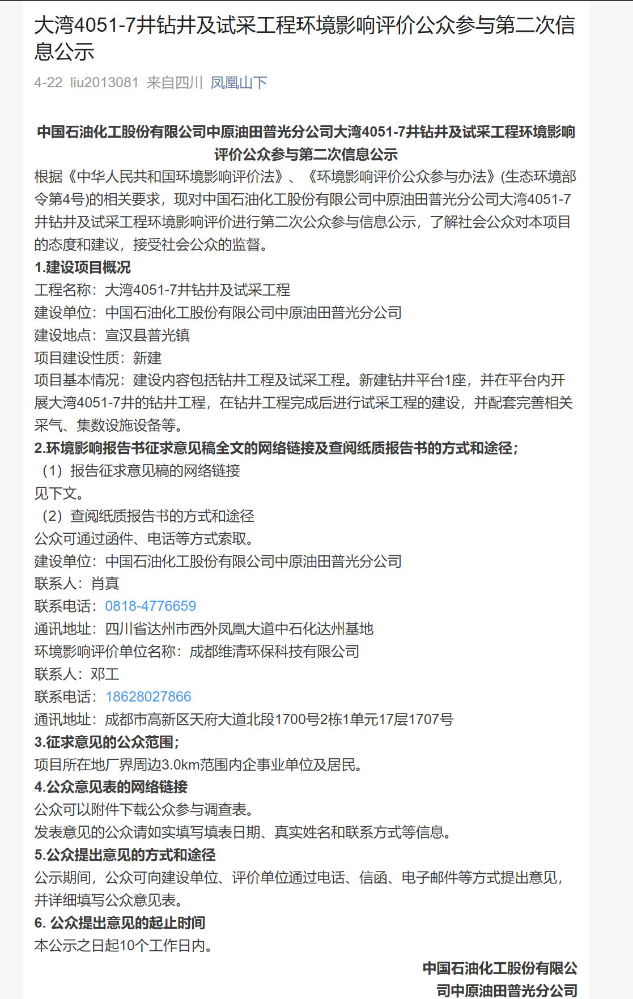 大湾4051-7井钻井及试采工程环境影响评价公众参与第二次信
息公示
4-22 liu2013081 来自四川 凤凰山下
中国石油化工股份有限公司中原油田普光分公司大湾4051-7井钻井及试采工程环境影响
评价公众参与第二次信息公示
根据《中华人民共和国环境影响评价法》、《环境影响评价公众参与办法》(生态环境部
令第4号)的相关要求，现对中国石油化工股份有限公司中原油田普光分公司大湾4051-7
井钻井及试采工程环境影响评价进行第二次公众参与信息公示，了解社会公众对本项目
的态度和建议，接受社会公众的监督。
1.建设项目概况
工程名称：大湾4051-7井钻井及试采工程
建设单位：中国石油化工股份有限公司中原油田普光分公司
建设地点：宣汉县普光镇
项目建设性质：新建
项目基本情况：建设内容包括钻井工程及试采工程。新建钻井平台1座，并在平台内开
展大湾4051-7井的钻井工程，在钻井工程完成后进行试采工程的建设，并配套完善相关
采气、集数设施设备等。
2.环境影响报告书征求意见稿全文的网络链接及查阅纸质报告书的方式和途径；
（1）报告征求意见稿的网络链接
见下文。
（2）查阅纸质报告书的方式和途径
公众可通过函件、电话等方式索取。
建设单位：中国石油化工股份有限公司中原油田普光分公司
联系人：肖真
联系电话：0818-4776659
通讯地址：四川省达州市西外凤凰大道中石化达州基地
环境影响评价单位名称：成都维清环保科技有限公司
联系人：邓工
联系电话：18628027866
通讯地址：成都市高新区天府大道北段1700号2栋1单元17层1707号
3.征求意见的公众范围；
项目所在地厂界周边3.0km范围内企事业单位及居民。
4.公众意见表的网络链接
公众可以附件下载公众参与调查表。
发表意见的公众请如实填写填表日期、真实姓名和联系方式等信息。
5.公众提出意见的方式和途径
公示期间，公众可向建设单位、评价单位通过电话、信函、电子邮件等方式提出意见，
并详细填写公众意见表。
6. 公众提出意见的起止时间
本公示之日起10个工作日内。
中国石油化工股份有限公
司中原油田普光分公司